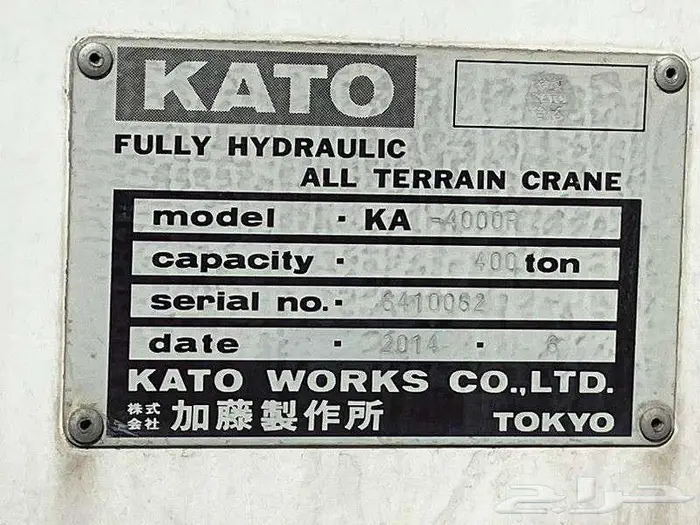 KATO
FULLY HYDRAULIC
ALL TERRAIN CRANE
model · KA -4000R
capacity · 400 ton
serial no. · 6410062
date · 2014 · 6
KATO WORKS CO.,LTD.
株式会社 加藤製作所 TOKYO
حراج